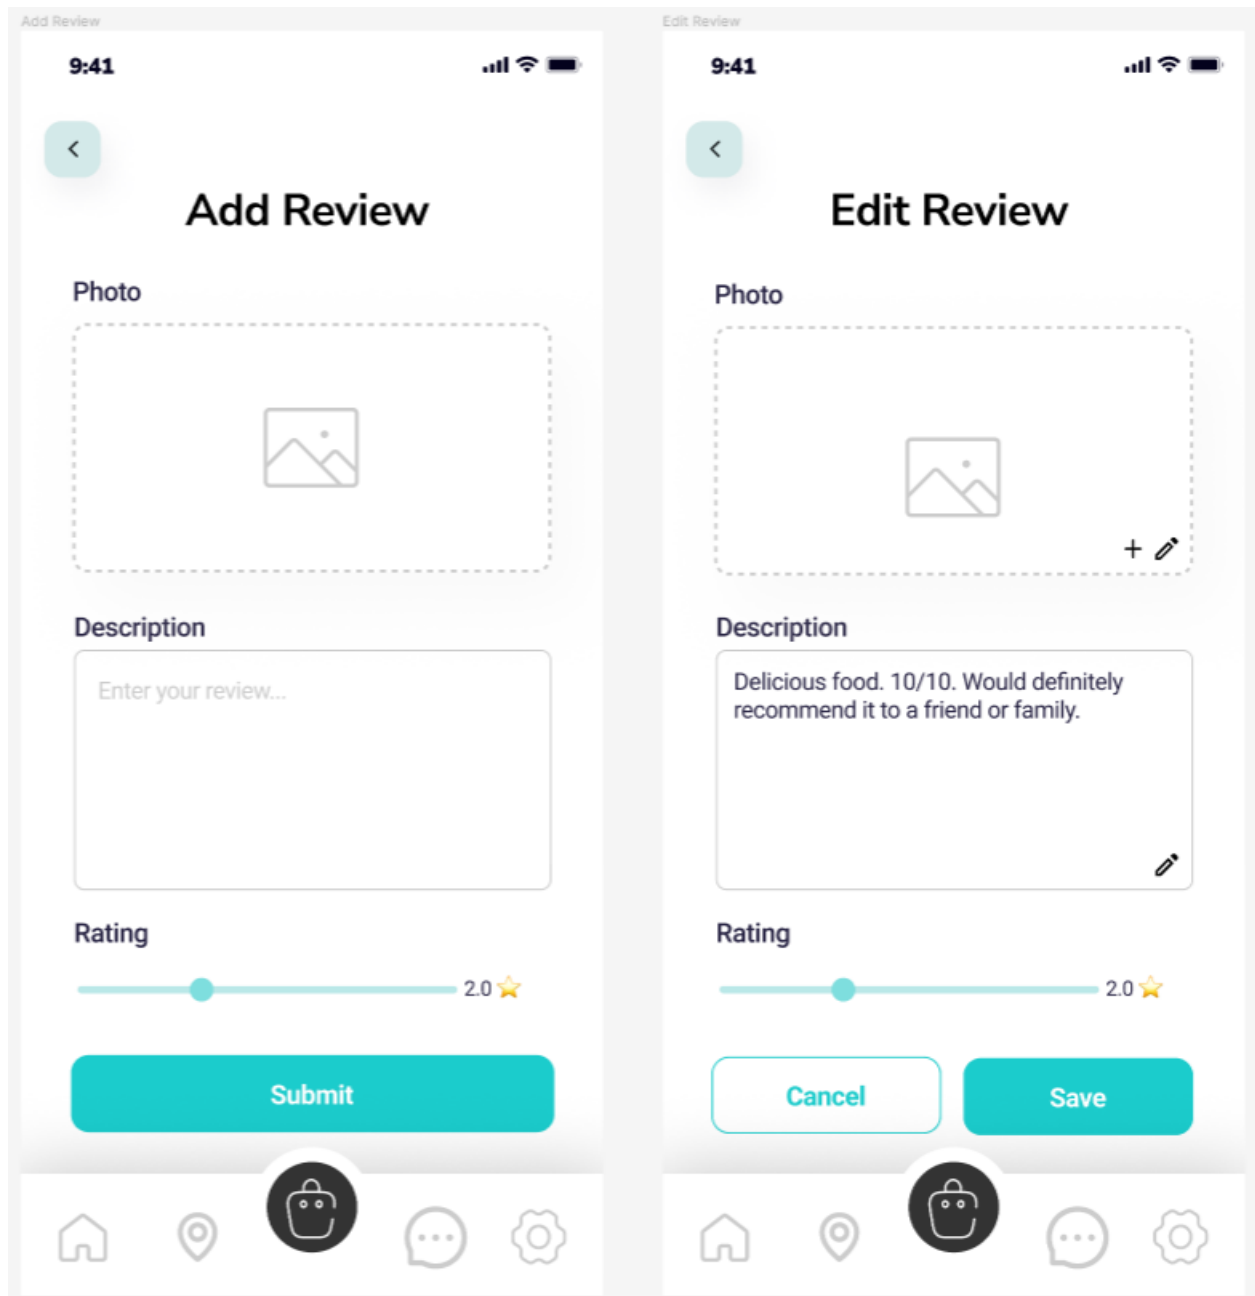 Add Review
9:41
Add Review
Photo
Description
Enter your review...
Rating
2.0
Submit
Edit Review
9:41
Edit Review
Photo
Description
Delicious food. 10/10. Would definitely
recommend it to a friend or family.
Rating
2.0
Cancel
Save